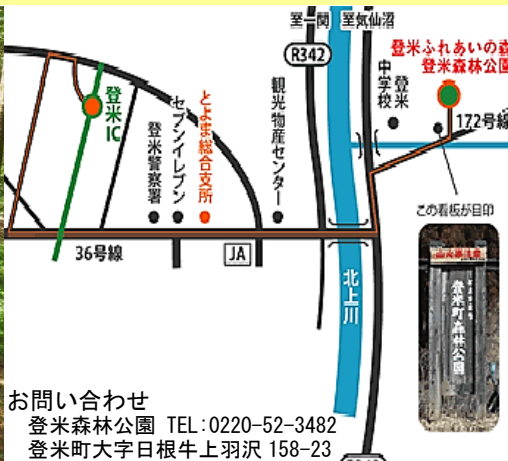 至一関 至気仙沼
R342
登米ふれあいの森
登米森林公園
登米中学校
172号線
この看板が目印
登米IC
登米警察署
セブンイレブン
とよま総合支所
観光物産センター
36号線
JA
北上川
登米町森林公園
お問い合わせ
登米森林公園 TEL:0220-52-3482
登米町大字日根牛上羽沢 158-23